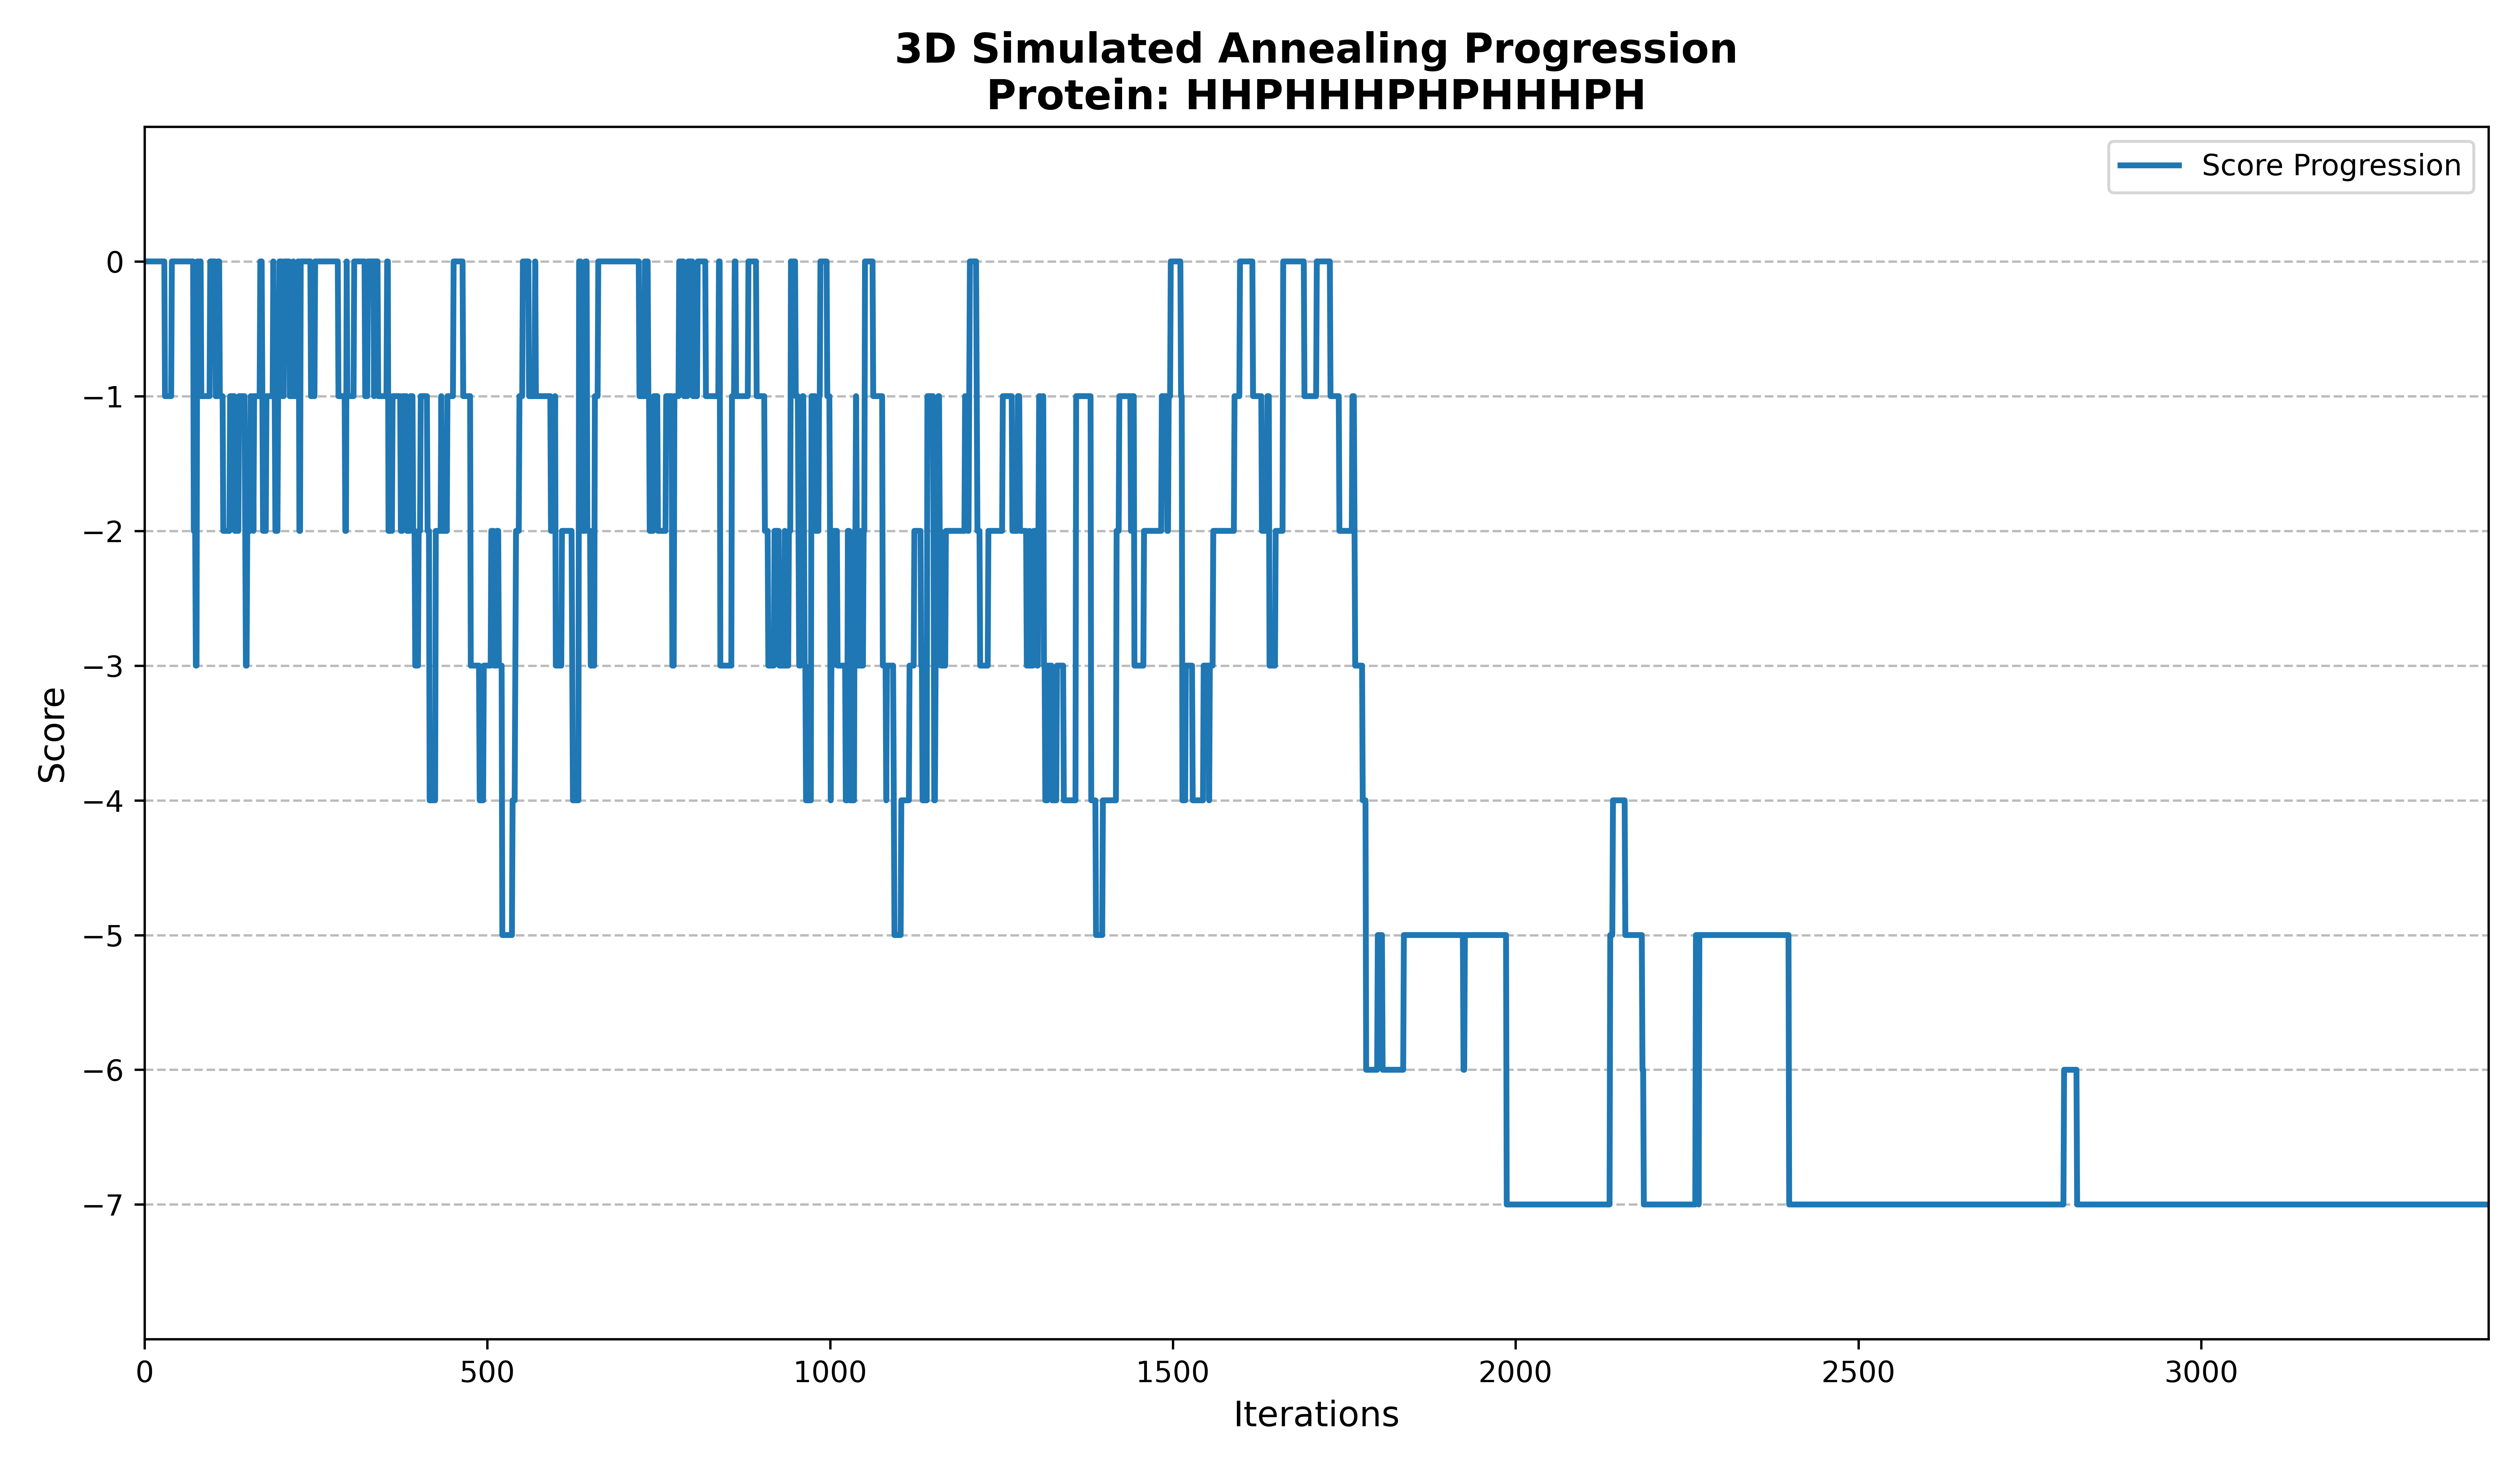 3D Simulated Annealing Progression
Protein: HHPHHHHPHPHHHHPH
Score Progression
Score
0
−1
−2
−3
−4
−5
−6
−7
0 500 1000 1500 2000 2500 3000
Iterations